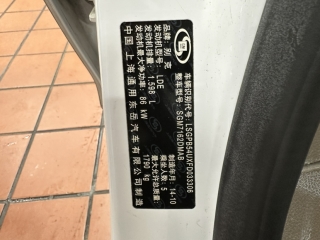 品牌:别克
发动机型号:LDE
发动机排量:1.598 L
发动机最大净功率:86 kW
车辆识别代号:LSGPB54UXFD033306
整车型号:SGM7162DMAB
制造年月:14-10
乘坐人数:5
最大允许总质量:1790 kg
中国上海通用东岳汽车有限公司制造